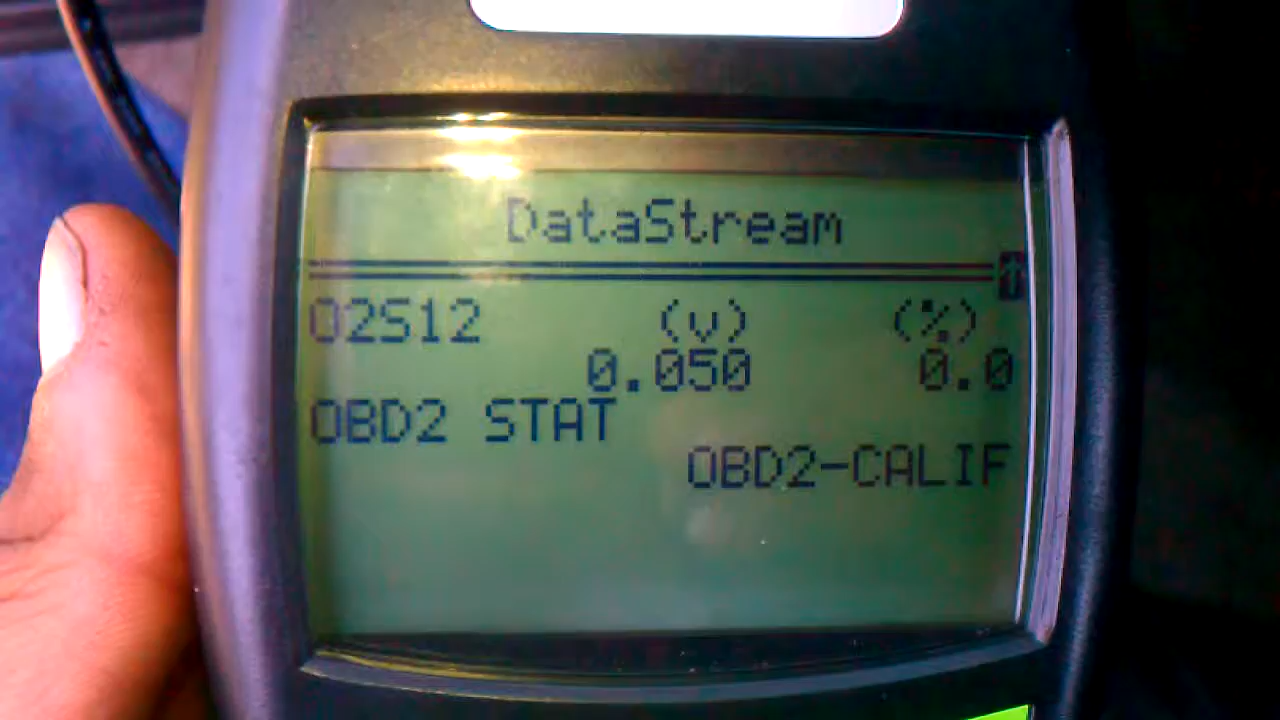 DataStream
↑
O2S12 (v) (%)
0.050 0.0
OBD2 STAT
OBD2-CALIF